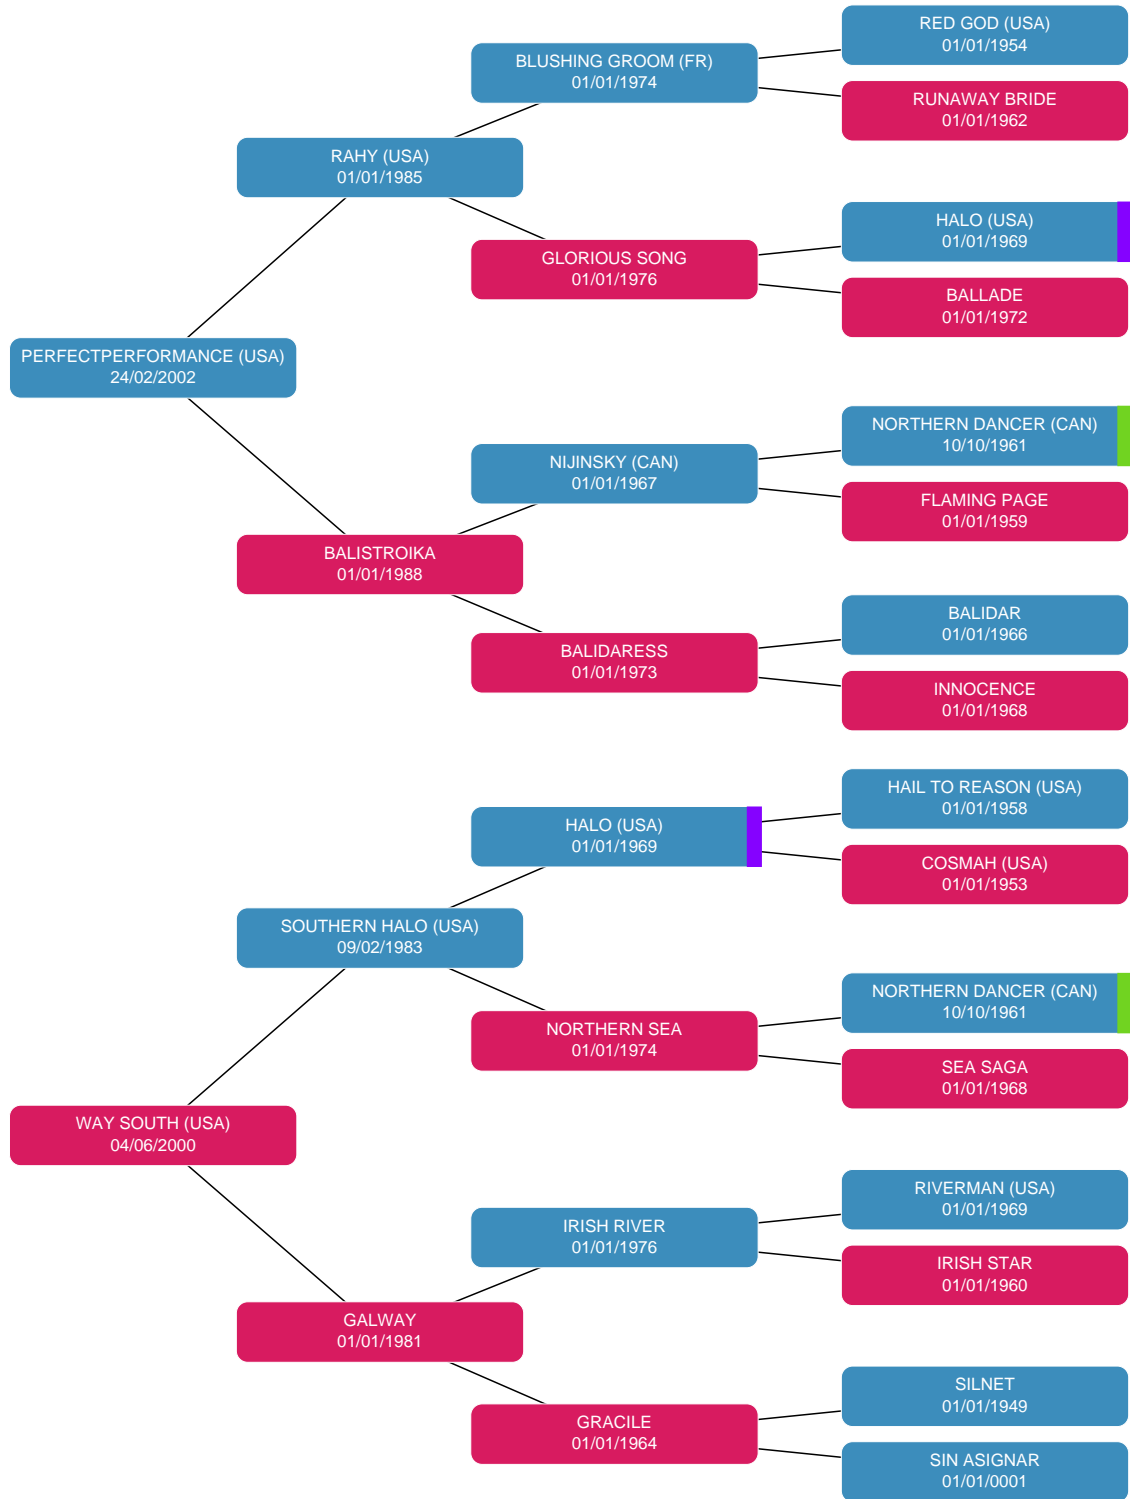 RED GOD (USA)
01/01/1954
BLUSHING GROOM (FR)
01/01/1974
RUNAWAY BRIDE
01/01/1962
RAHY (USA)
01/01/1985
HALO (USA)
01/01/1969
GLORIOUS SONG
01/01/1976
BALLADE
01/01/1972
PERFECTPERFORMANCE (USA)
24/02/2002
NORTHERN DANCER (CAN)
10/10/1961
NIJINSKY (CAN)
01/01/1967
FLAMING PAGE
01/01/1959
BALISTROIKA
01/01/1988
BALIDAR
01/01/1966
BALIDARESS
01/01/1973
INNOCENCE
01/01/1968
HAIL TO REASON (USA)
01/01/1958
HALO (USA)
01/01/1969
COSMAH (USA)
01/01/1953
SOUTHERN HALO (USA)
09/02/1983
NORTHERN DANCER (CAN)
10/10/1961
NORTHERN SEA
01/01/1974
SEA SAGA
01/01/1968
WAY SOUTH (USA)
04/06/2000
RIVERMAN (USA)
01/01/1969
IRISH RIVER
01/01/1976
IRISH STAR
01/01/1960
GALWAY
01/01/1981
SILNET
01/01/1949
GRACILE
01/01/1964
SIN ASIGNAR
01/01/0001